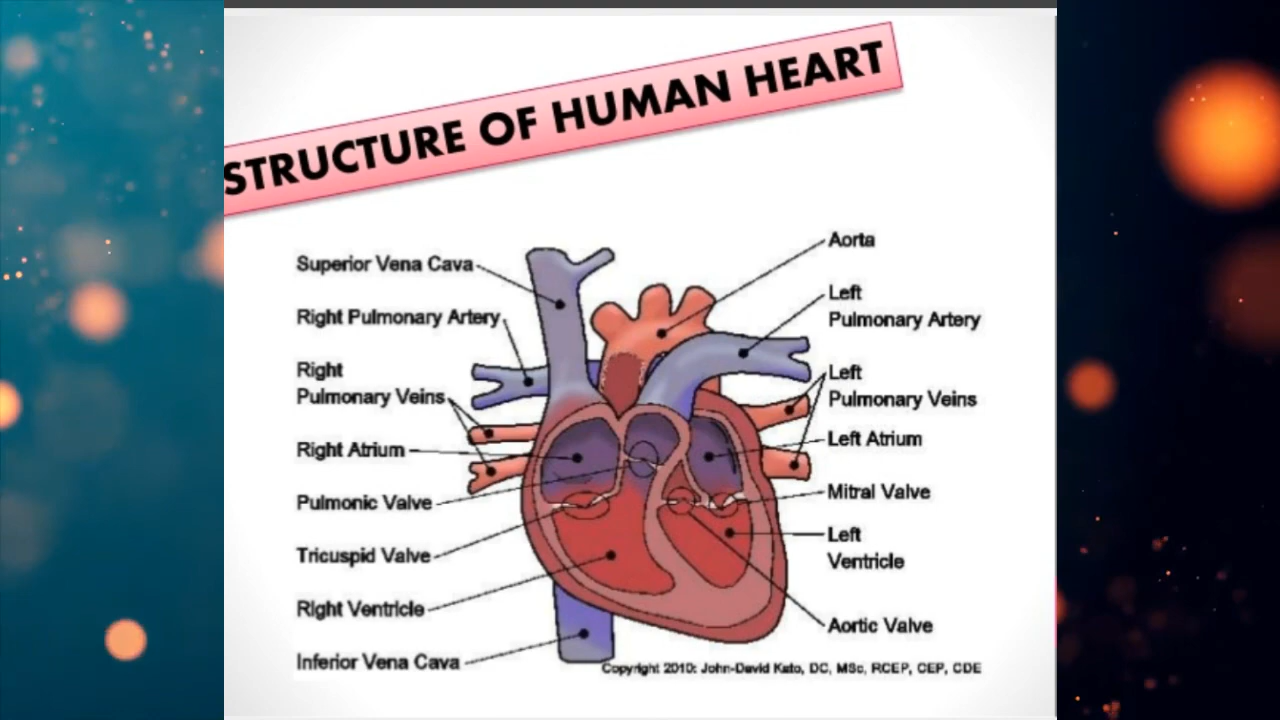 STRUCTURE OF HUMAN HEART
Superior Vena Cava
Right Pulmonary Artery
Right
Pulmonary Veins
Right Atrium
Pulmonic Valve
Tricuspid Valve
Right Ventricle
Inferior Vena Cava
Aorta
Left
Pulmonary Artery
Left
Pulmonary Veins
Left Atrium
Mitral Valve
Left
Ventricle
Aortic Valve
Copyright 2010: John-David Kato, DC, MSc, RCEP, CEP, CDE